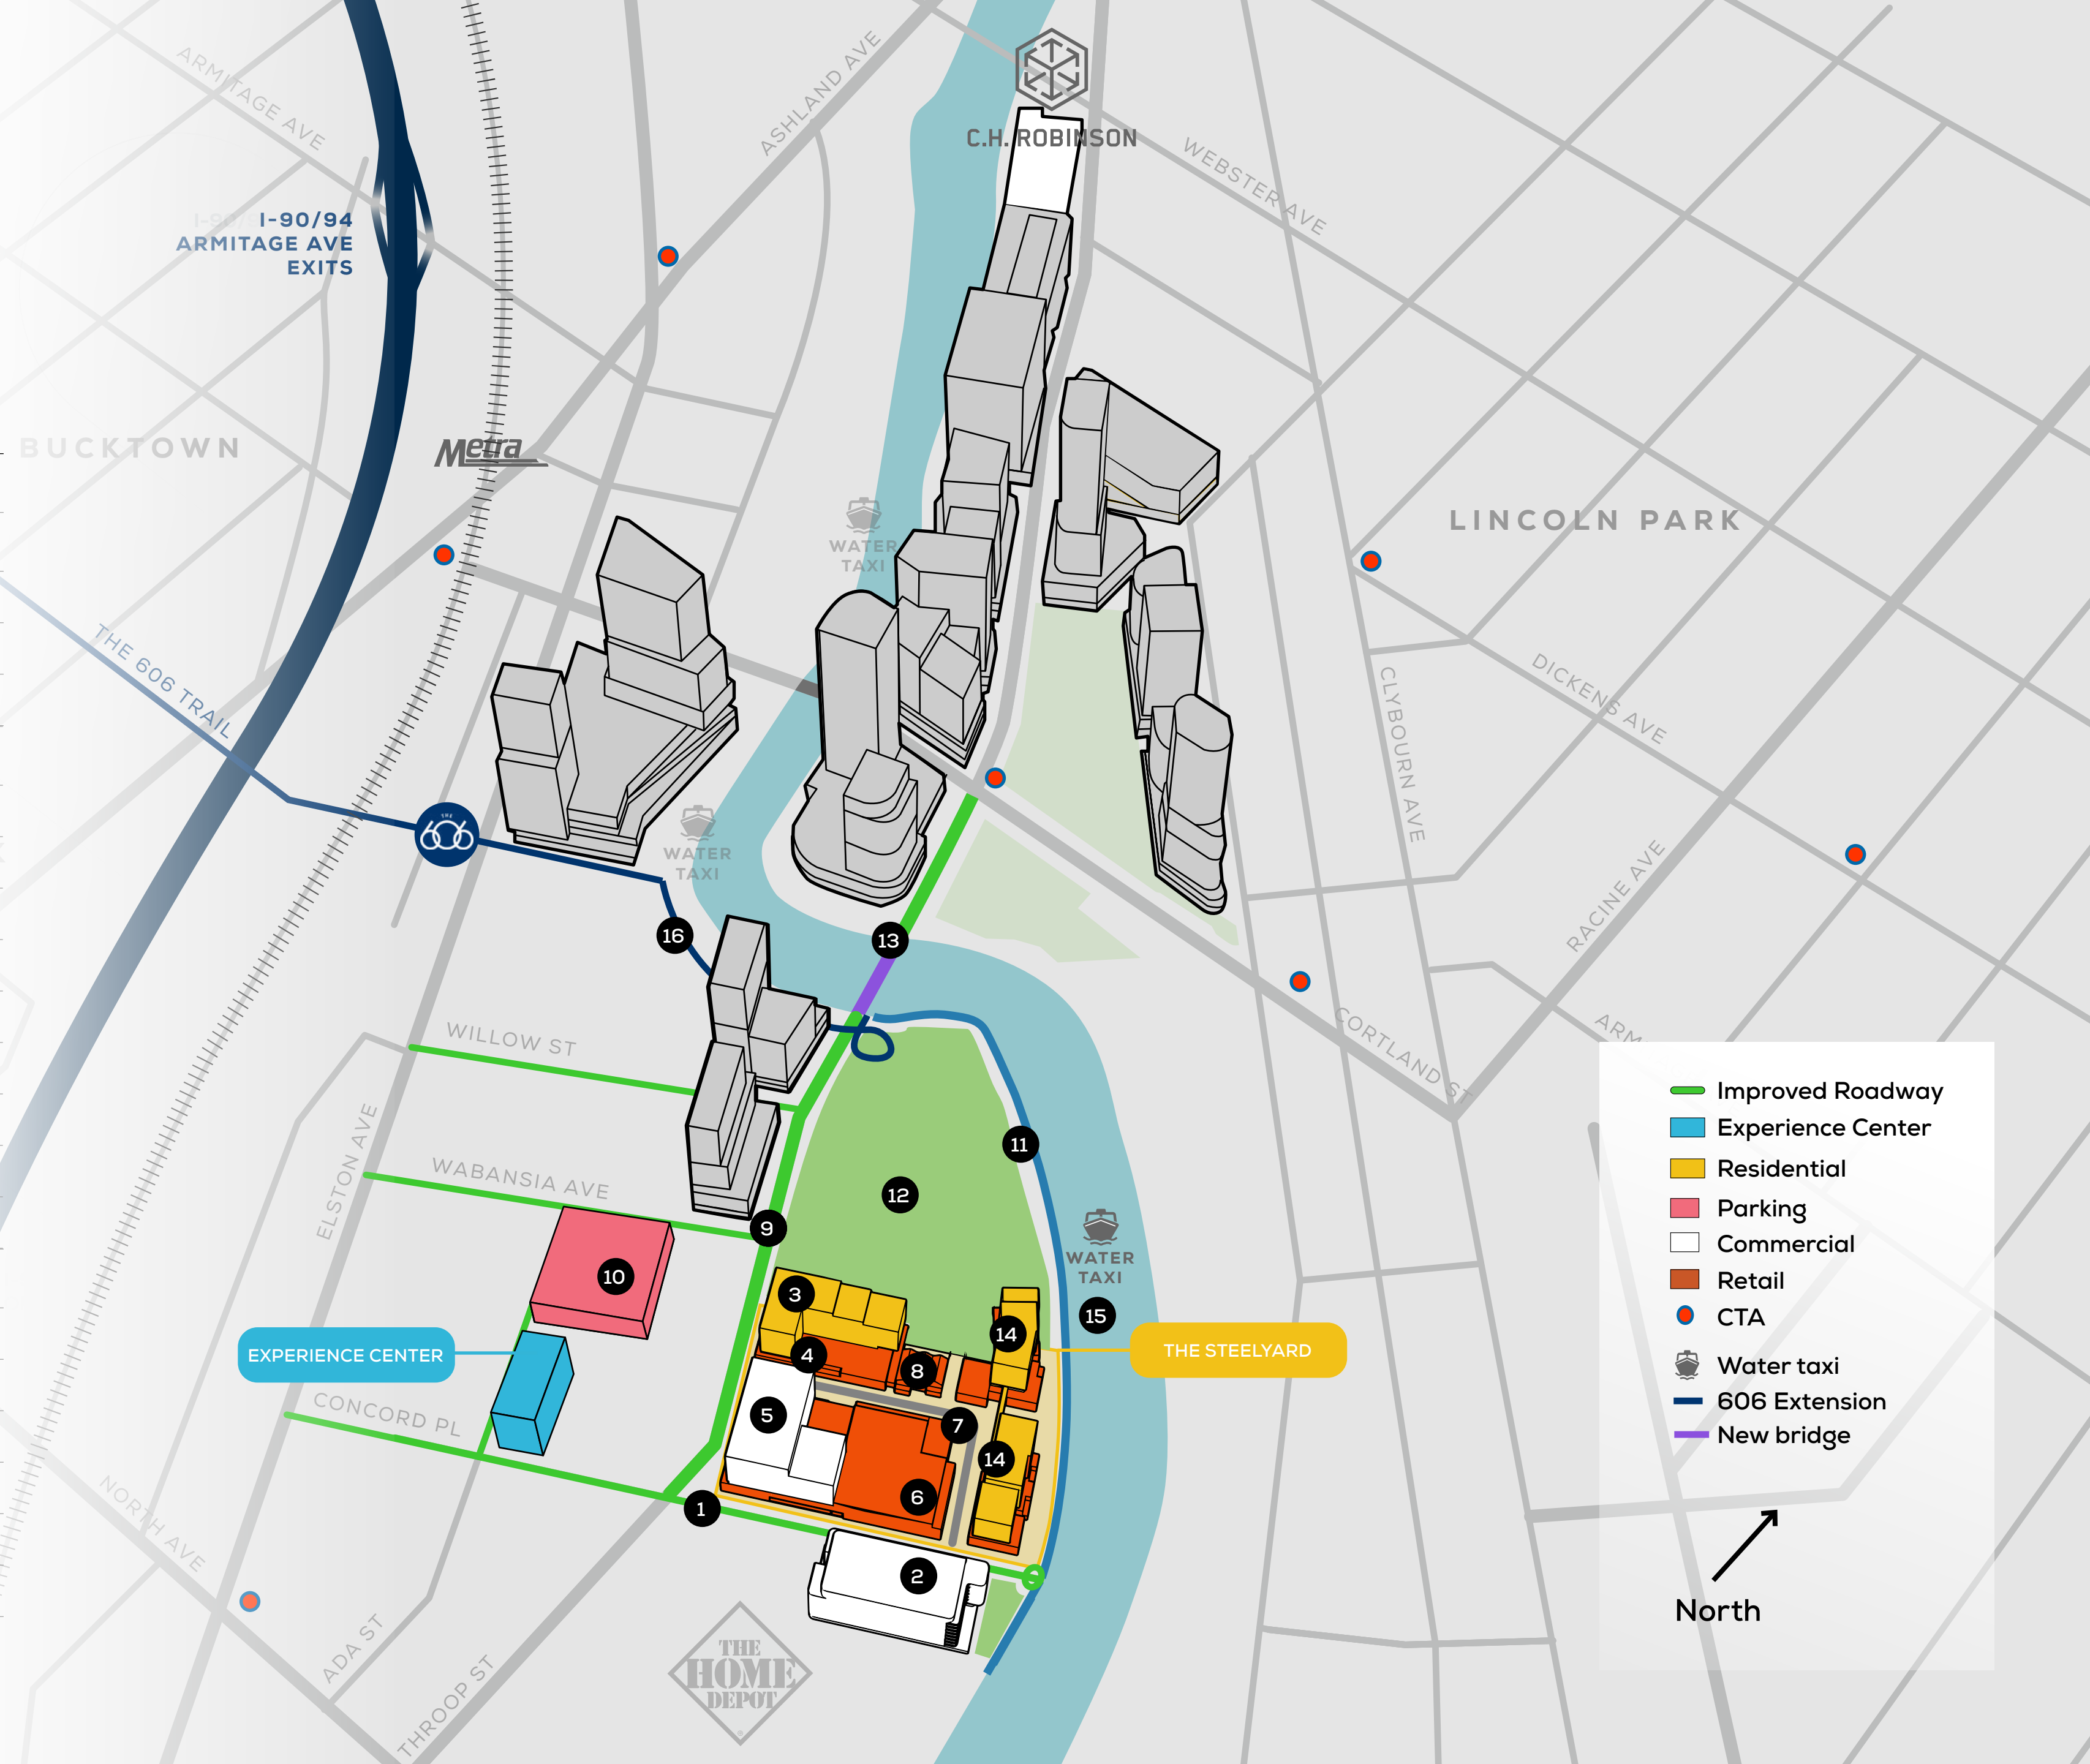 C.H. ROBINSON
ARMITAGE AVE
ASHLAND AVE
WEBSTER AVE
I-90/94
ARMITAGE AVE
EXITS
BUCKTOWN
Metra
LINCOLN PARK
WATER
TAXI
THE 606 TRAIL
THE
606
CLYBOURN AVE
DICKENS AVE
WATER
TAXI
RACINE AVE
16
13
WILLOW ST
CORTLAND ST
ARM
ELSTON AVE
WABANSIA AVE
11
12
9
10
WATER
TAXI
15
3
14
4
8
EXPERIENCE CENTER
THE STEELYARD
CONCORD PL
5
7
14
6
1
NORTH AVE
2
ADA ST
THROOP ST
THE
HOME
DEPOT
Improved Roadway
Experience Center
Residential
Parking
Commercial
Retail
CTA
Water taxi
606 Extension
New bridge
North